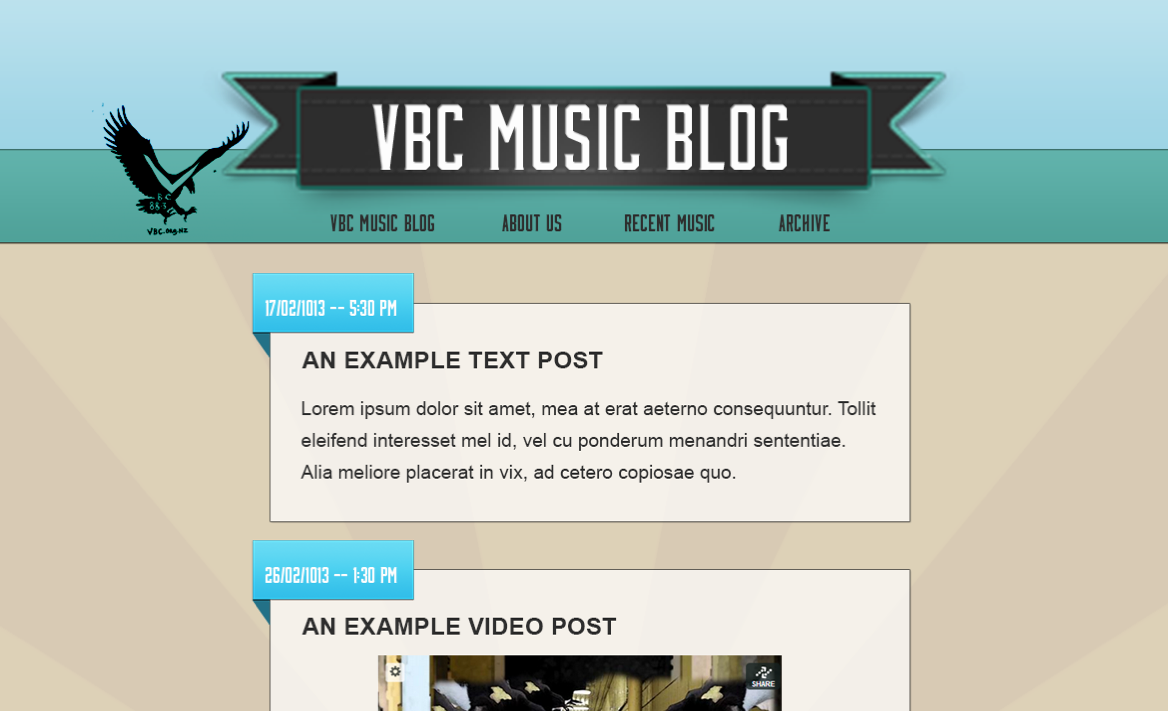 VBC MUSIC BLOG
VBC.org.nz
VBC MUSIC BLOG ABOUT US RECENT MUSIC ARCHIVE
17/02/1013 -- 5:30 PM
AN EXAMPLE TEXT POST
Lorem ipsum dolor sit amet, mea at erat aeterno consequuntur. Tollit
eleifend interesset mel id, vel cu ponderum menandri sententiae.
Alia meliore placerat in vix, ad cetero copiosae quo.
26/02/1013 -- 1:30 PM
AN EXAMPLE VIDEO POST
SHARE